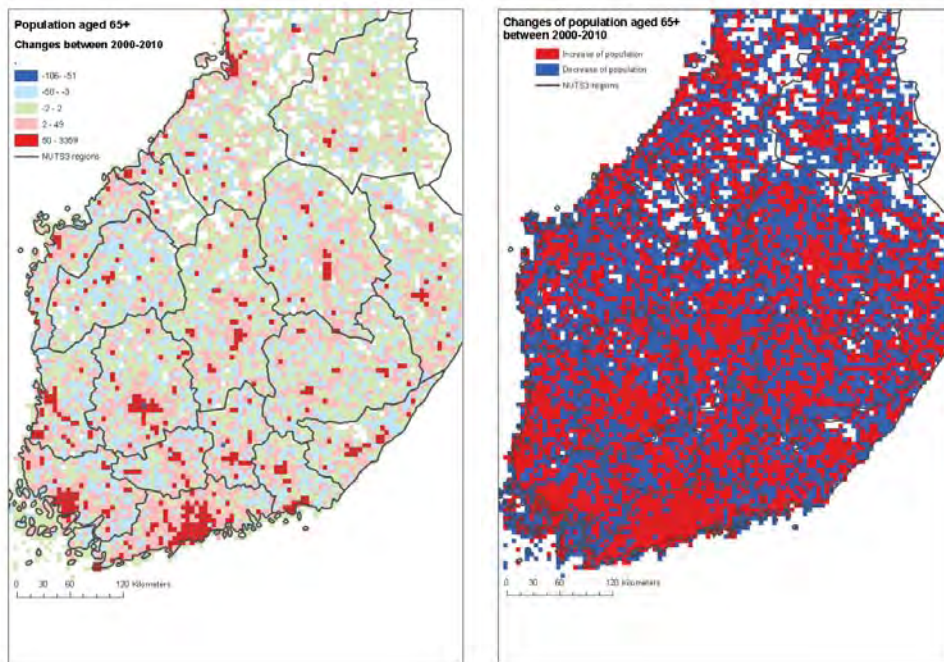 Population aged 65+
Changes between 2000-2010
-106- -51
-50 - -3
-2 - 2
2 - 49
50 - 3359
NUTS3 regions
0 30 60 120 Kilometers
Changes of population aged 65+
between 2000-2010
Increase of population
Decrease of population
NUTS3 regions
0 30 60 120 Kilometers